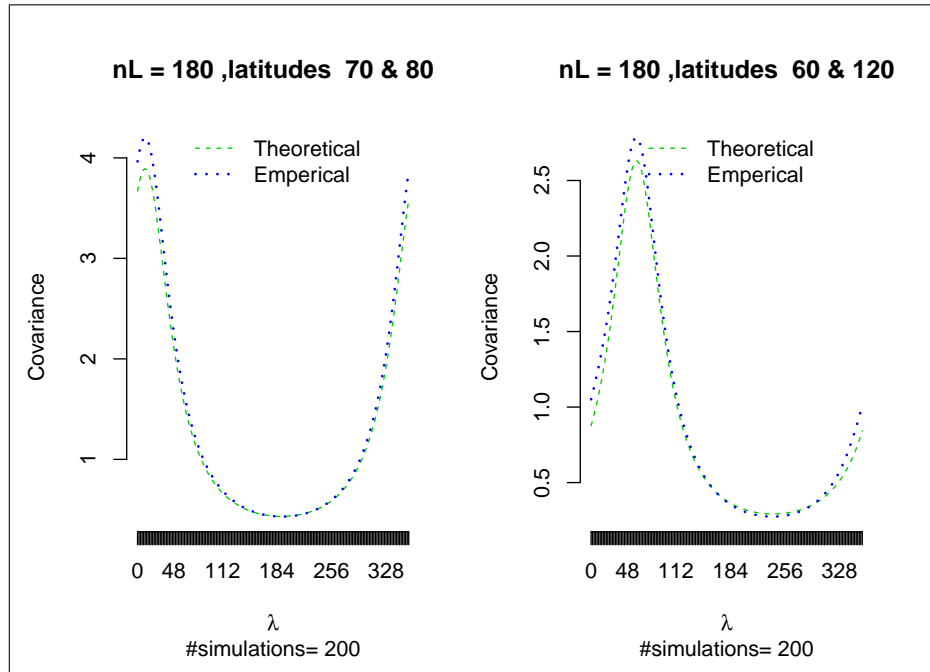 nL = 180 ,latitudes 70 & 80
Theoretical
Emperical
Covariance
4
3
2
1
0 48 112 184 256 328
λ
#simulations= 200
nL = 180 ,latitudes 60 & 120
Theoretical
Emperical
Covariance
2.5
2.0
1.5
1.0
0.5
0 48 112 184 256 328
λ
#simulations= 200